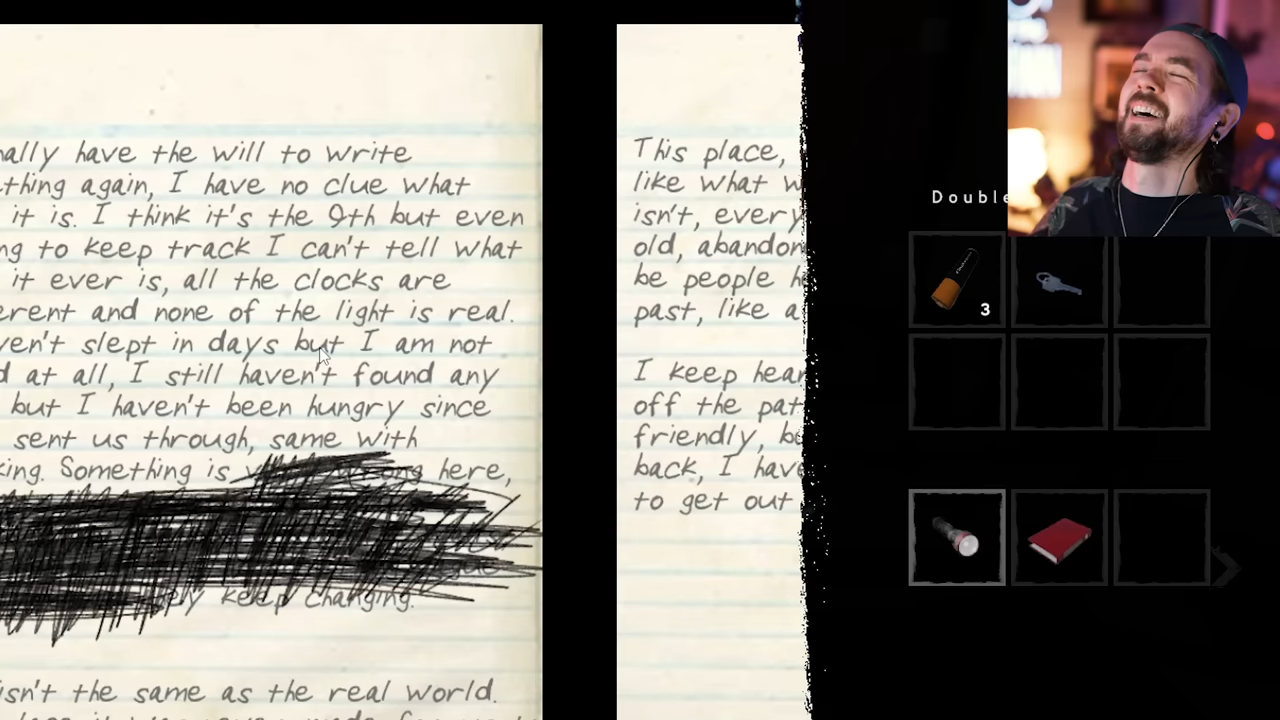 nally have the will to write
thing again, I have no clue what
it is. I think it's the 9th but even
ng to keep track I can't tell what
it ever is, all the clocks are
erent and none of the light is real.
ven't slept in days but I am not
d at all, I still haven't found any
but I haven't been hungry since
sent us through, same with
king. Something is very wrong here,
ply keep changing.
isn't the same as the real world.
This place,
like what w
isn't, every
old, abandon
be people h
past, like a
I keep hear
off the pat
friendly, b
back, I have
to get out
Double
3